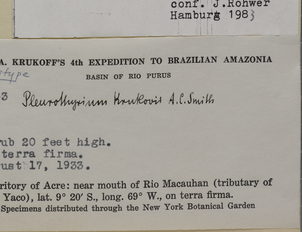 conf. J.Rohwer
Hamburg 1983
A. KRUKOFF'S 4th EXPEDITION TO BRAZILIAN AMAZONIA
BASIN OF RIO PURUS
type
3 Pleurothyrium Krukovii A.C. Smith
ub 20 feet high.
terra firma.
ust 17, 1933.
ritory of Acre: near mouth of Rio Macauhan (tributary of
Yaco), lat. 9° 20' S., long. 69° W., on terra firma.
Specimens distributed through the New York Botanical Garden